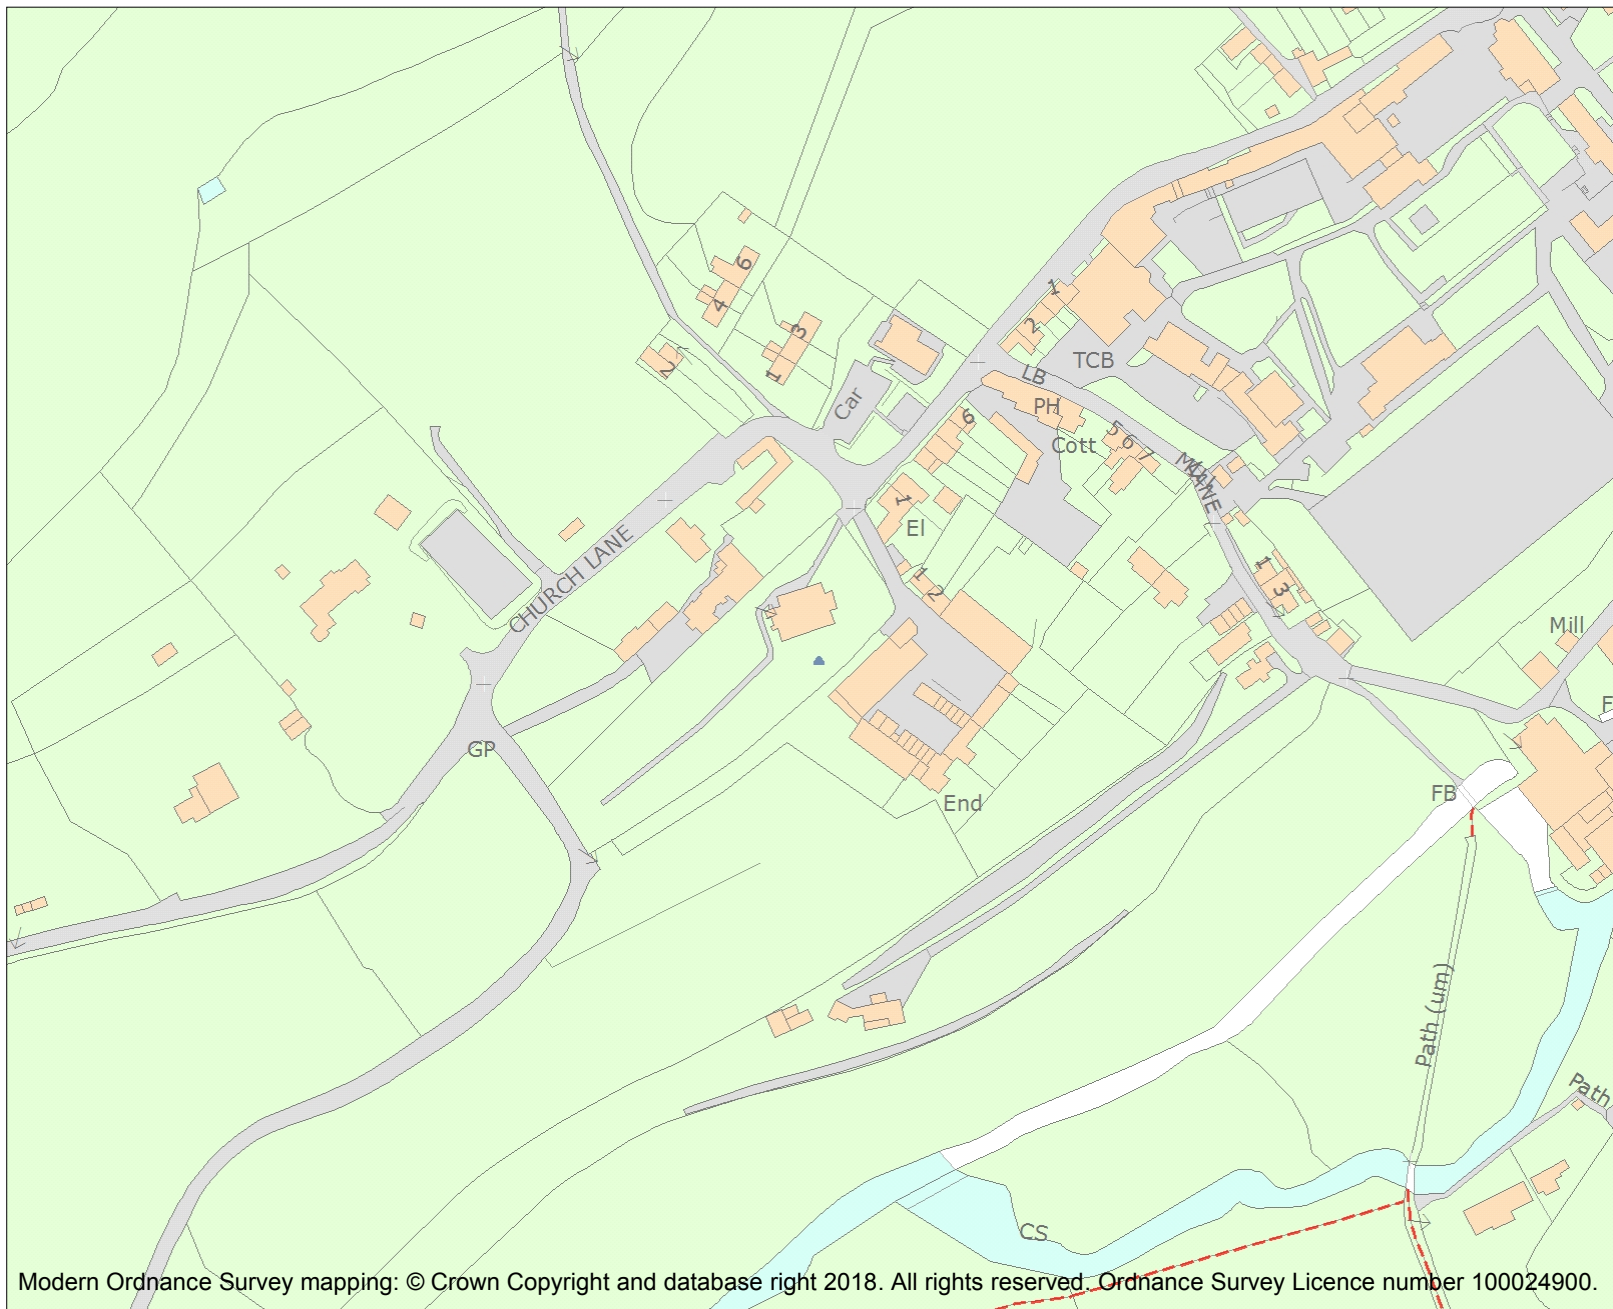 6
4
3
1
2
1
2
TCB
LB
PH
Car
6
Cott
5 6 7
1
El
CHURCH LANE
1 2
1
3
Mill
GP
End
FB
Path (um)
Path
CS
Modern Ordnance Survey mapping: © Crown Copyright and database right 2018. All rights reserved. Ordnance Survey Licence number 100024900.